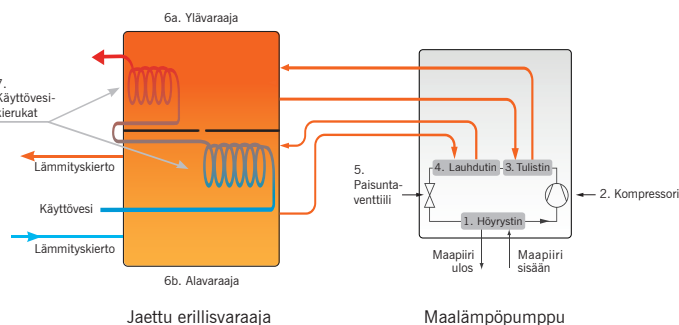 6a. Ylävaraaja
7.
Käyttövesi-
kierukat
Lämmityskierto
Käyttövesi
Lämmityskierto
6b. Alavaraaja
Jaettu erillisvaraaja
4. Lauhdutin
3. Tulistin
5.
Paisunta-
venttiili
2. Kompressori
1. Höyrystin
Maapiiri
ulos
Maapiiri
sisään
Maalämpöpumppu